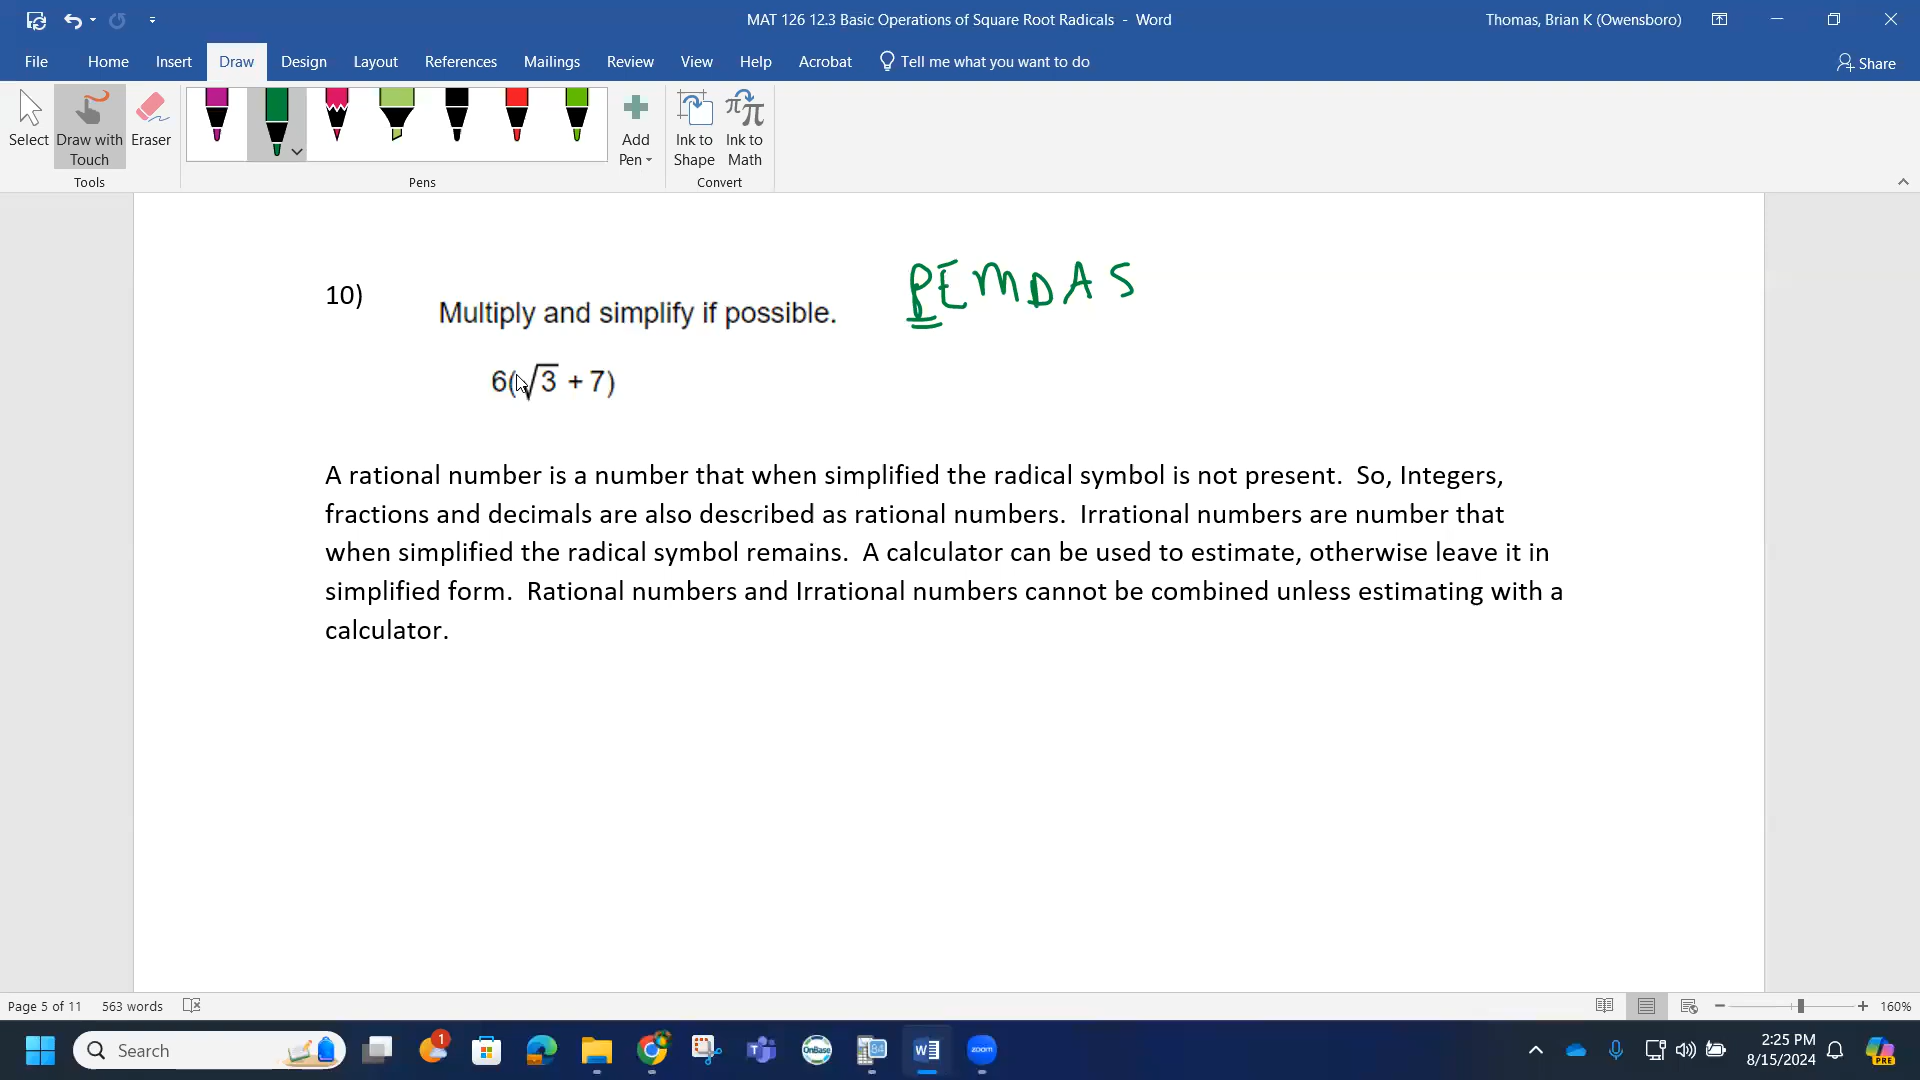 MAT 126 12.3 Basic Operations of Square Root Radicals - Word
Thomas, Brian K (Owensboro)
File Home Insert Draw Design Layout References Mailings Review View Help Acrobat Tell me what you want to do Share
Select Draw with Touch Eraser Add Pen Ink to Shape Ink to Math
Tools Pens Convert
10) Multiply and simplify if possible. PEMDAS
6(√3 + 7)
A rational number is a number that when simplified the radical symbol is not present. So, Integers,
fractions and decimals are also described as rational numbers. Irrational numbers are number that
when simplified the radical symbol remains. A calculator can be used to estimate, otherwise leave it in
simplified form. Rational numbers and Irrational numbers cannot be combined unless estimating with a
calculator.
Page 5 of 11 563 words 160%
Search 1 OnBase 84 zoom 2:25 PM
8/15/2024 PRE